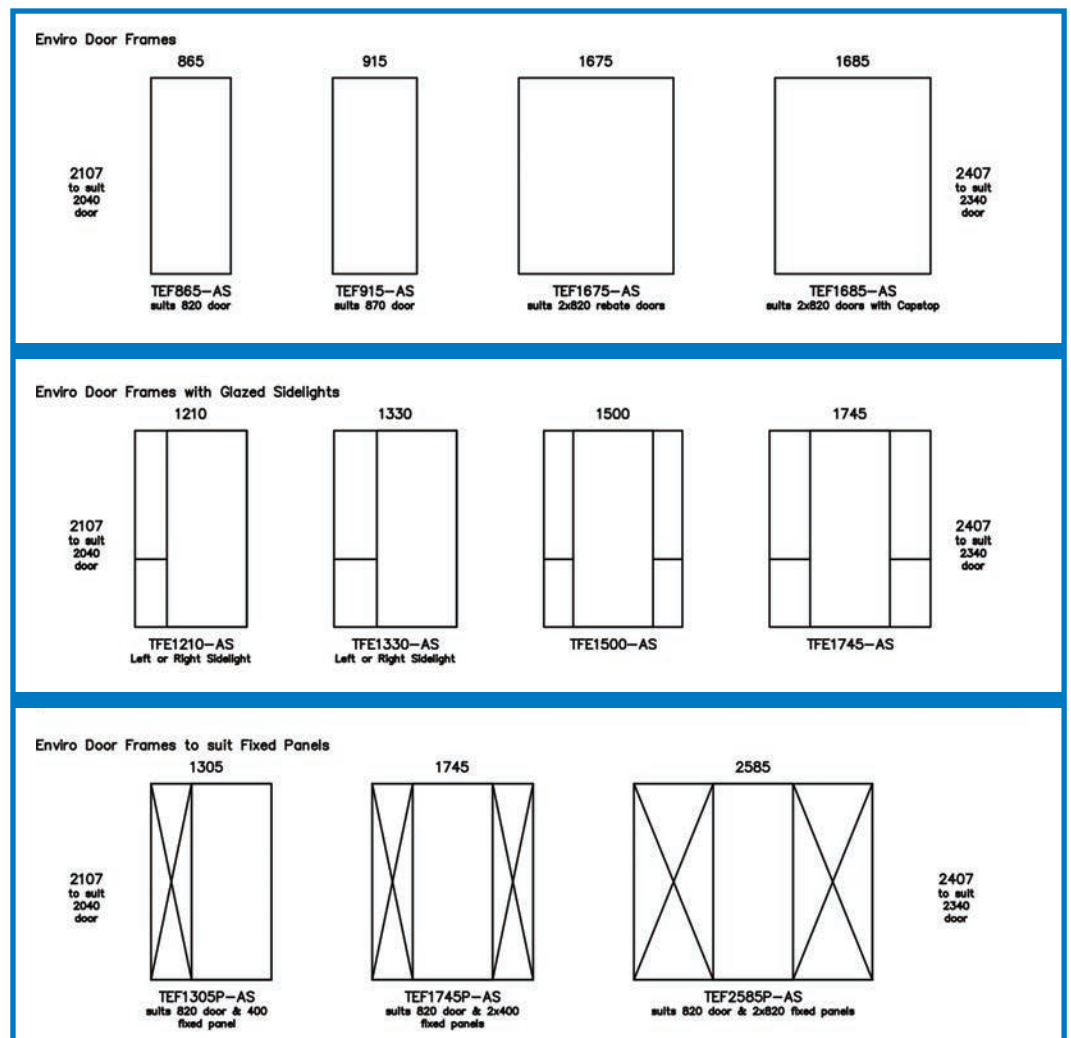 Enviro Door Frames
865
915
1675
1685
2107
to suit
2040
door
2407
to suit
2340
door
TEF865-AS
suits 820 door
TEF915-AS
suits 870 door
TEF1675-AS
suits 2x820 rebate doors
TEF1685-AS
suits 2x820 doors with Capstop
Enviro Door Frames with Glazed Sidelights
1210
1330
1500
1745
2107
to suit
2040
door
2407
to suit
2340
door
TFE1210-AS
Left or Right Sidelight
TFE1330-AS
Left or Right Sidelight
TFE1500-AS
TFE1745-AS
Enviro Door Frames to suit Fixed Panels
1305
1745
2585
2107
to suit
2040
door
2407
to suit
2340
door
TEF1305P-AS
suits 820 door & 400
fixed panel
TEF1745P-AS
suits 820 door & 2x400
fixed panels
TEF2585P-AS
suits 820 door & 2x820 fixed panels